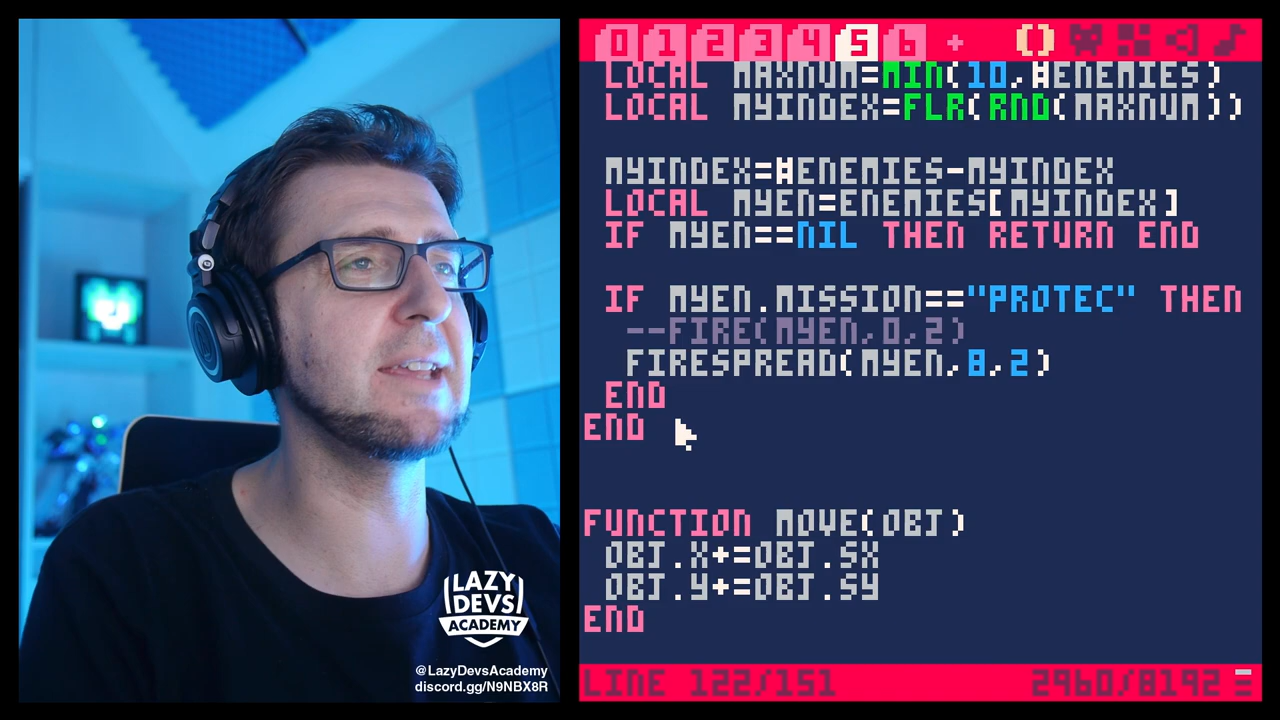 LAZY
DEVS
ACADEMY
@LazyDevsAcademy
discord.gg/N9NBX8R
0 1 2 3 4 5 6 + ()
LOCAL MAXNUM=MIN(10,#ENEMIES)
LOCAL MYINDEX=FLR(RND(MAXNUM))
MYINDEX=#ENEMIES-MYINDEX
LOCAL MYEN=ENEMIES[MYINDEX]
IF MYEN==NIL THEN RETURN END
IF MYEN.MISSION=="PROTEC" THEN
--FIRE(MYEN,0,2)
FIRESPREAD(MYEN,8,2)
END
END
FUNCTION MOVE(OBJ)
OBJ.X+=OBJ.SX
OBJ.Y+=OBJ.SY
END
LINE 122/151
2960/8192